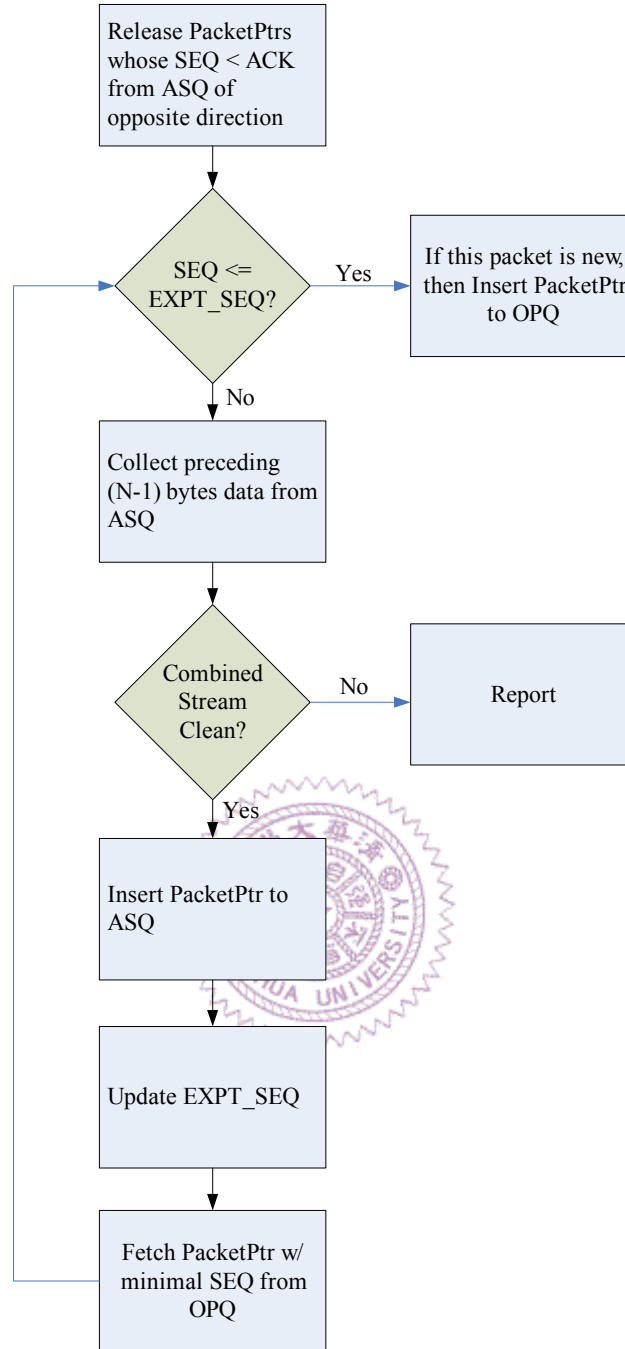 Release PacketPtrs
whose SEQ < ACK
from ASQ of
opposite direction
SEQ <=
EXPT_SEQ?
Yes
If this packet is new,
then Insert PacketPtr
to OPQ
No
Collect preceding
(N-1) bytes data from
ASQ
Combined
Stream
Clean?
No
Report
Yes
Insert PacketPtr to
ASQ
UNIVERSITY
Update EXPT_SEQ
Fetch PacketPtr w/
minimal SEQ from
OPQ